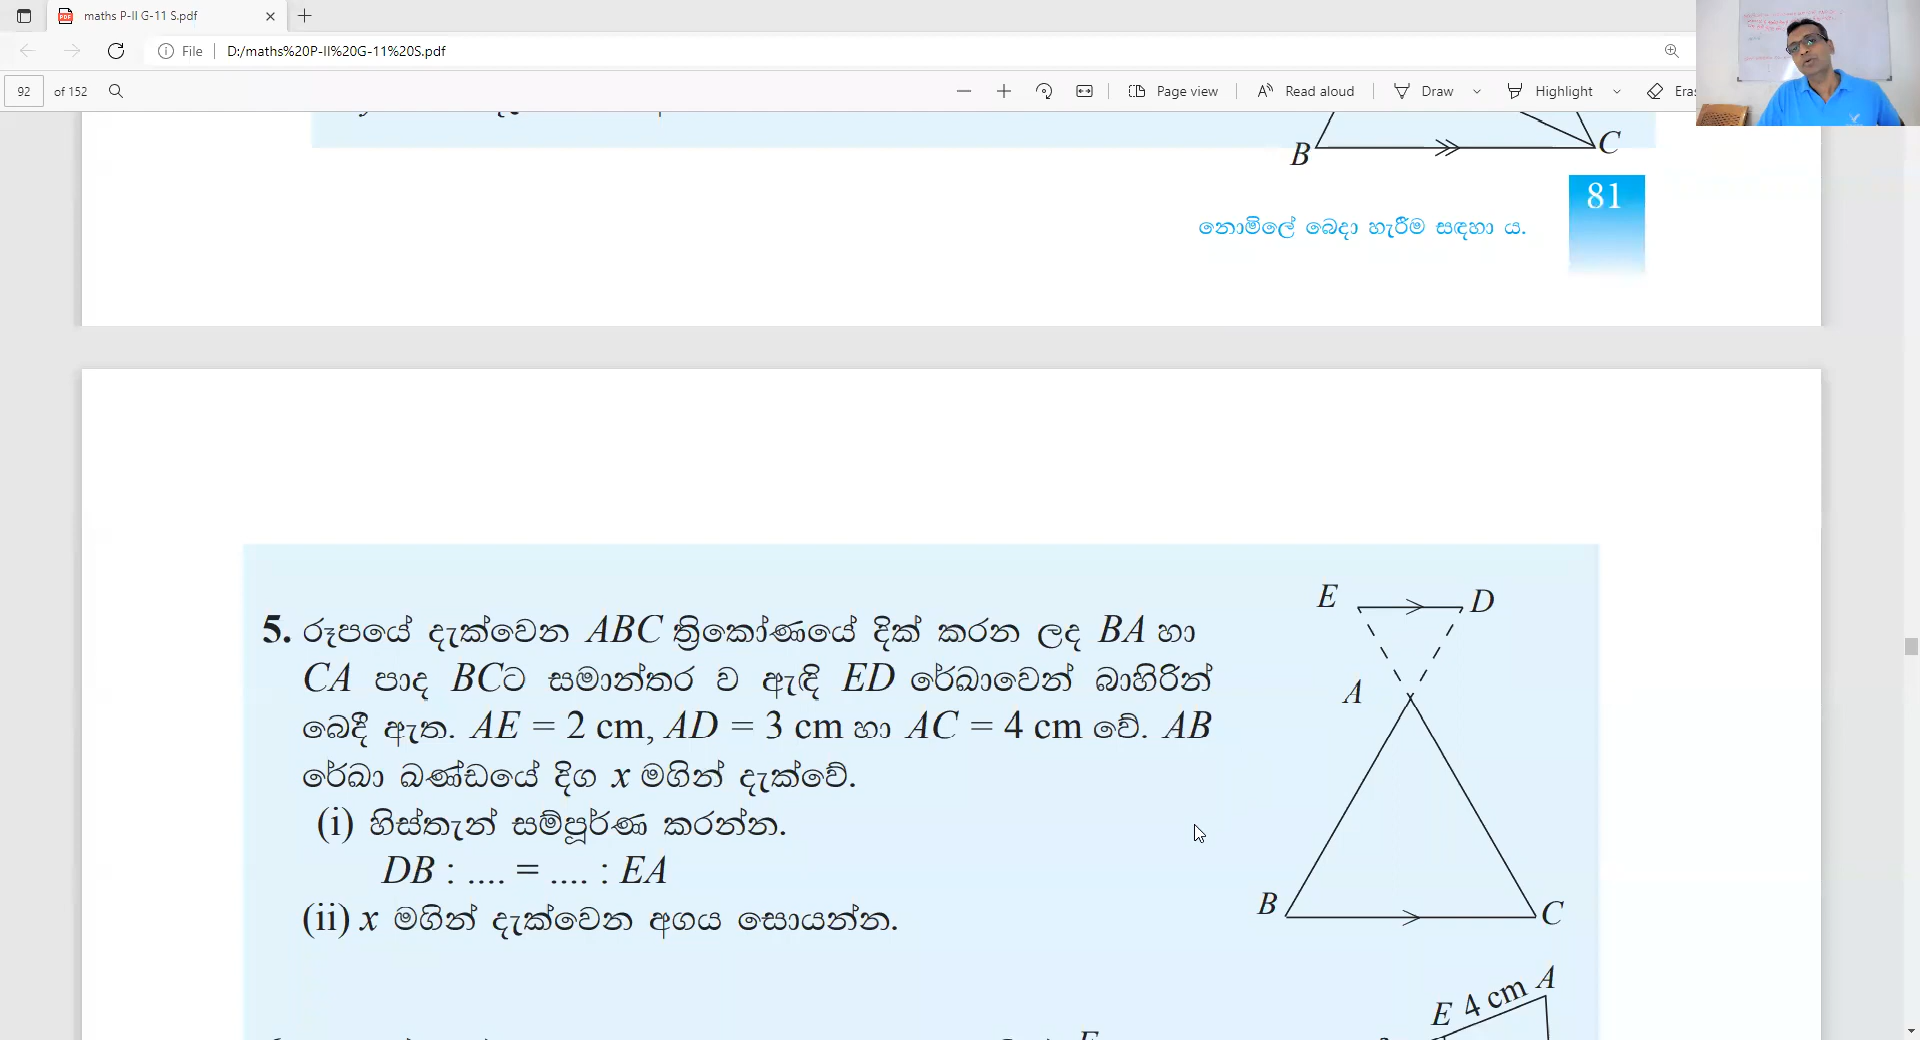 maths P-II G-11 S.pdf
File D:/maths%20P-II%20G-11%20S.pdf
92 of 152 Page view Read aloud Draw Highlight Eras
B C
81
නොමිලේ බෙදා හැරීම සඳහා ය.
E D
5. රූපයේ දැක්වෙන ABC ත්‍රිකෝණයේ දික් කරන ලද BA හා
CA පාද BCට සමාන්තර ව ඇඳි ED රේඛාවෙන් බාහිරින්
A
බෙදී ඇත. AE = 2 cm, AD = 3 cm හා AC = 4 cm වේ. AB
රේඛා ඛණ්ඩයේ දිග x මගින් දැක්වේ.
(i) හිස්තැන් සම්පූර්ණ කරන්න.
DB : .... = .... : EA
(ii) x මගින් දැක්වෙන අගය සොයන්න.
B C
E 4 cm A